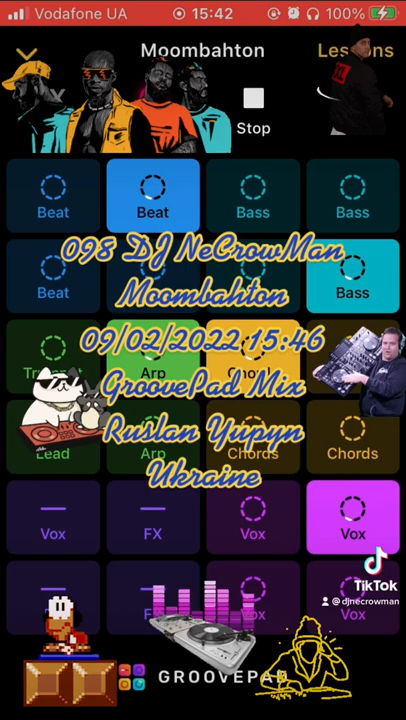 Vodafone UA 15:42 100%
Moombahton Lessons
Stop
Beat Beat Bass Bass
098 DJ NeCrowMan
Beat Bass
Moombahton
09/02/2022 15:46
Arp
GroovePad Mix
Ruslan Yupyn
Lead Arp Chords Chords
Ukraine
Vox FX Vox Vox
TikTok
@djnecrowman
Vox Vox
GROOVEPAD